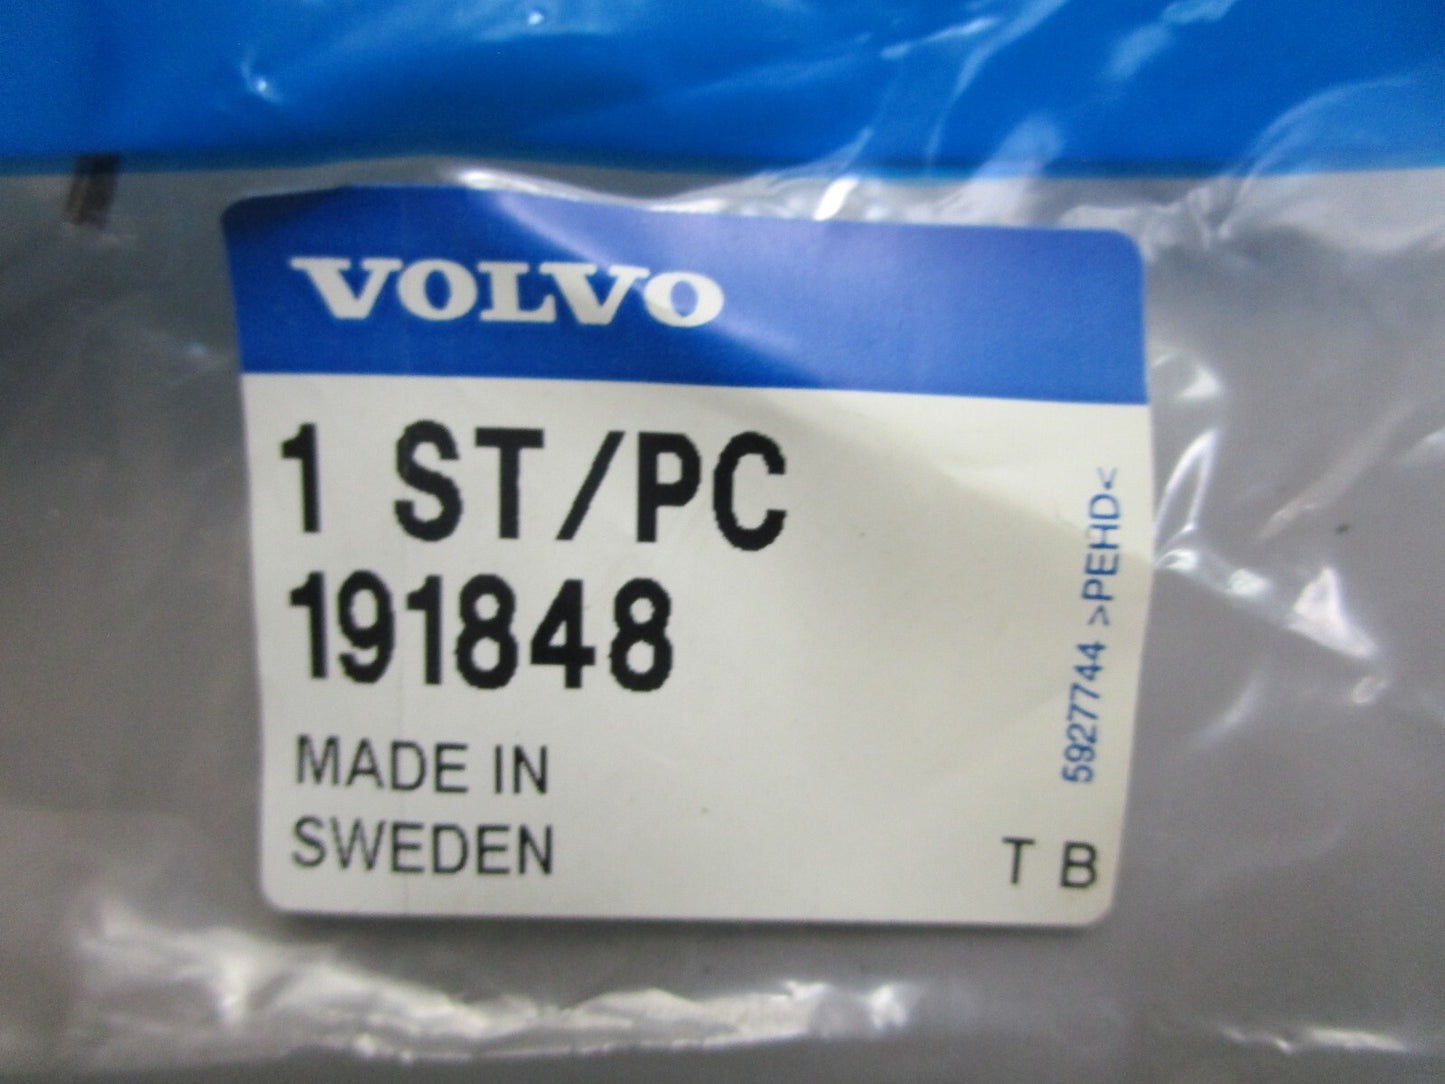 VOLVO
1 ST/PC
191848
MADE IN
SWEDEN
T B
5927744 >PEHD<